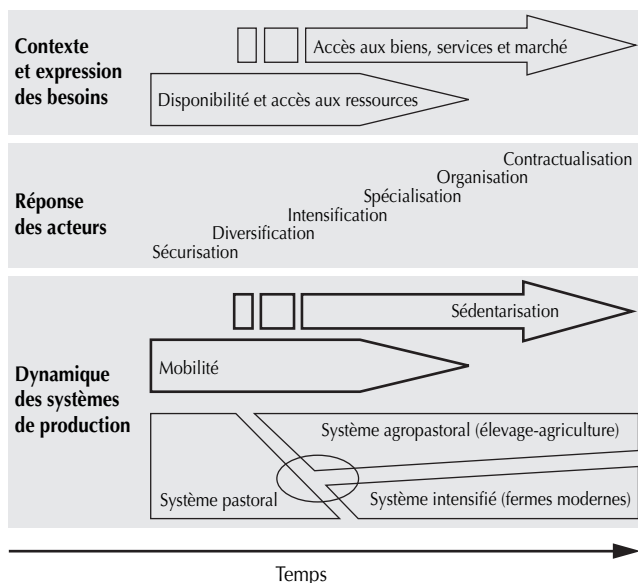 Contexte
et expression
des besoins
Accès aux biens, services et marché
Disponibilité et accès aux ressources
Réponse
des acteurs
Contractualisation
Organisation
Spécialisation
Intensification
Diversification
Sécurisation
Dynamique
des systèmes
de production
Sédentarisation
Mobilité
Système agropastoral (élevage-agriculture)
Système pastoral
Système intensifié (fermes modernes)
Temps